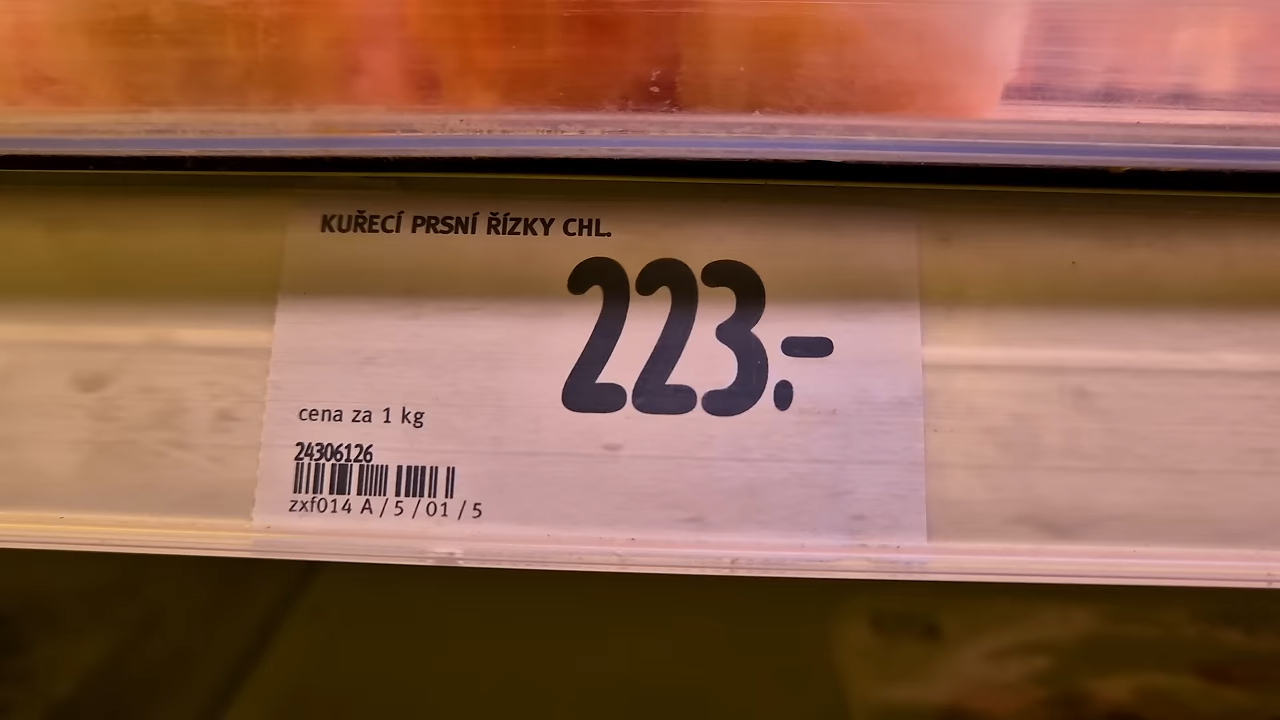 KUŘECÍ PRSNÍ ŘÍZKY CHL.
223.-
cena za 1 kg
24306126
zxf014 A / 5 / 01 / 5